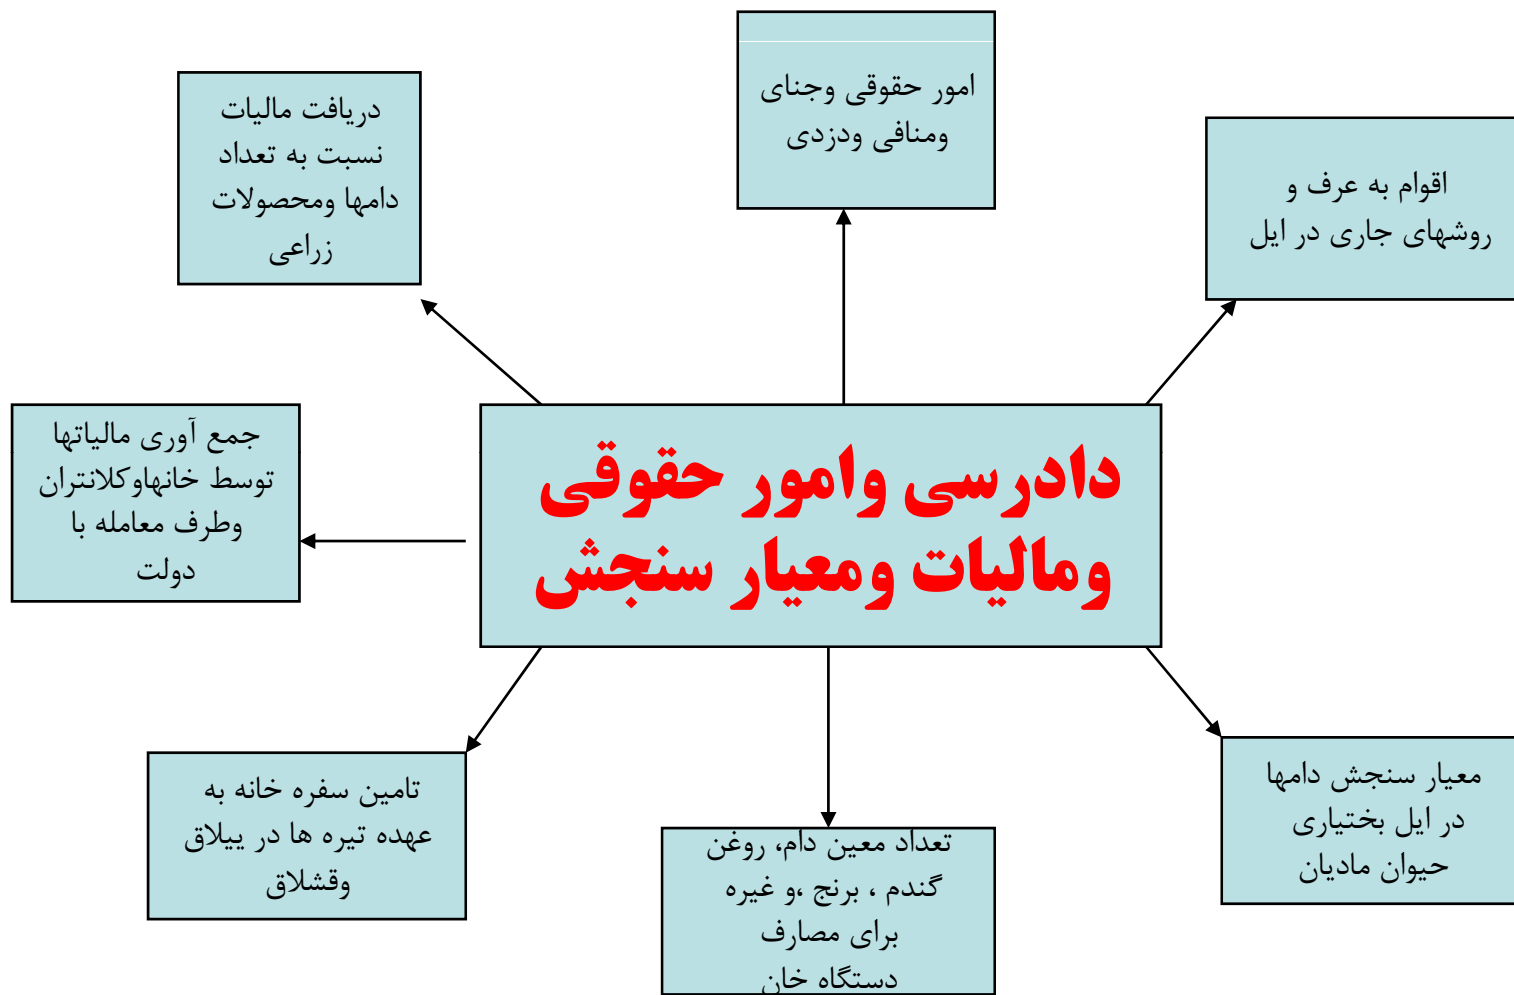 امور حقوقی وجنای
ومنافی ودزدی
اقوام به عرف و
روشهای جاری در ایل
دریافت مالیات
نسبت به تعداد
دامها ومحصولات
زراعی
دادرسی وامور حقوقی
ومالیات ومعیار سنجش
جمع آوری مالیاتها
توسط خانهاوکلانتران
وطرف معامله با
دولت
معیار سنجش دامها
در ایل بختیاری
حیوان مادیان
تعداد معین دام، روغن
گندم ، برنج ،و غیره
برای مصارف
دستگاه خان
تامین سفره خانه به
عهده تیره ها در ییلاق
وقشلاق